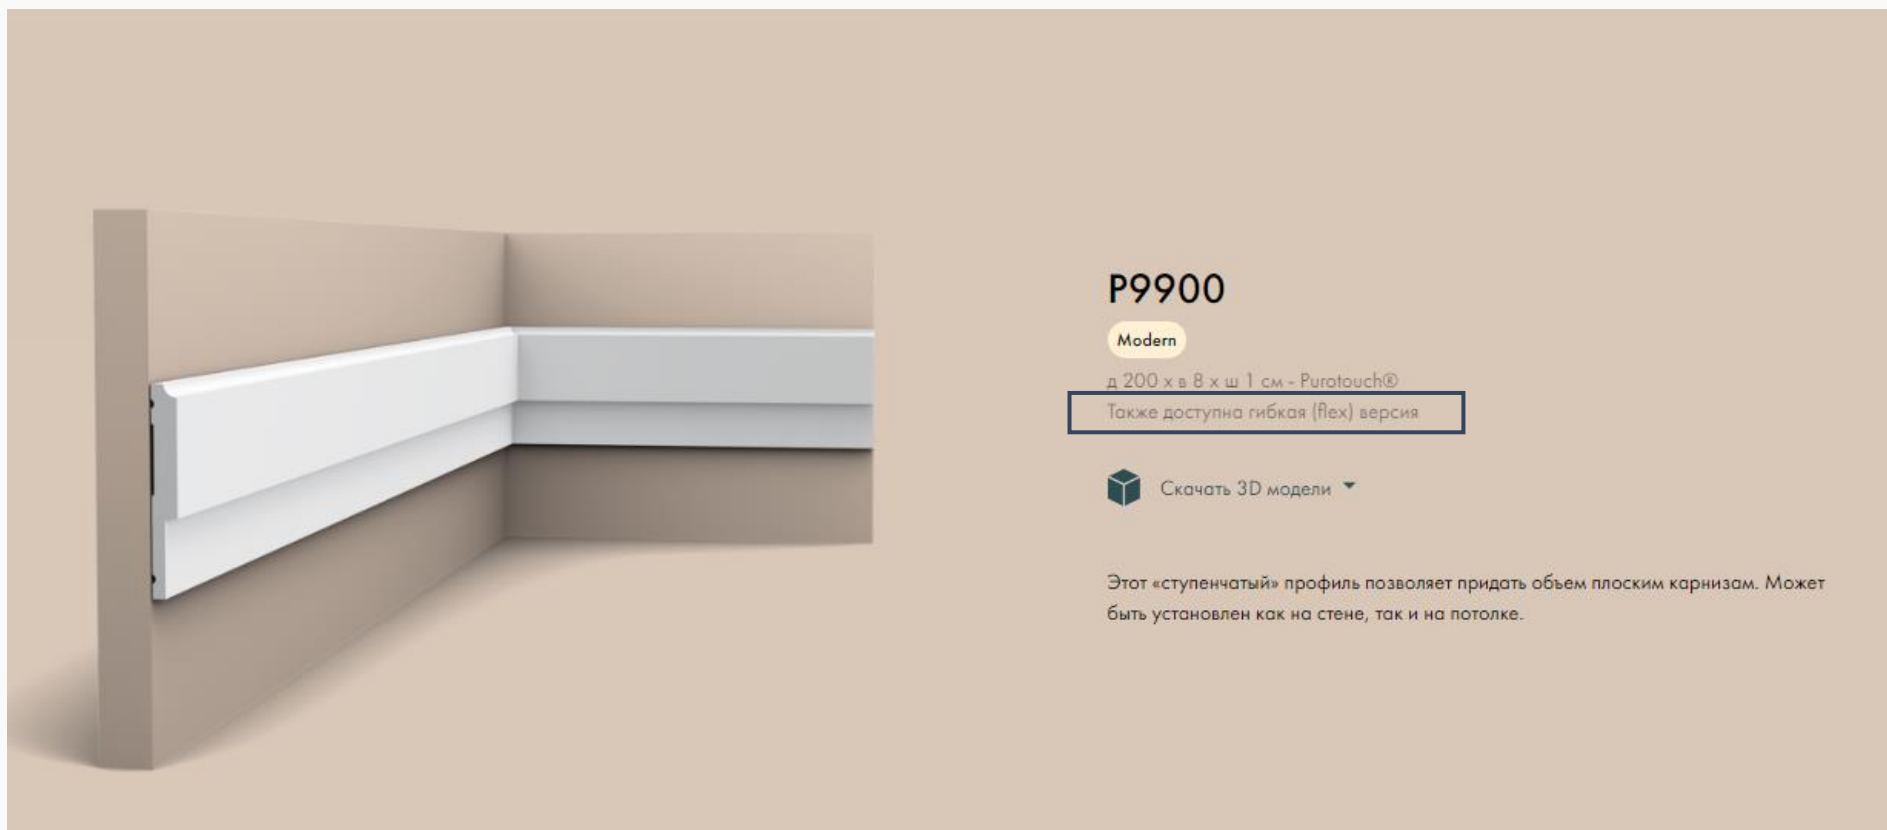 P9900
Modern
д 200 x в 8 x ш 1 см - Purotouch®
Также доступна гибкая (flex) версия
Скачать 3D модели
Этот «ступенчатый» профиль позволяет придать объем плоским карнизам. Может
быть установлен как на стене, так и на потолке.